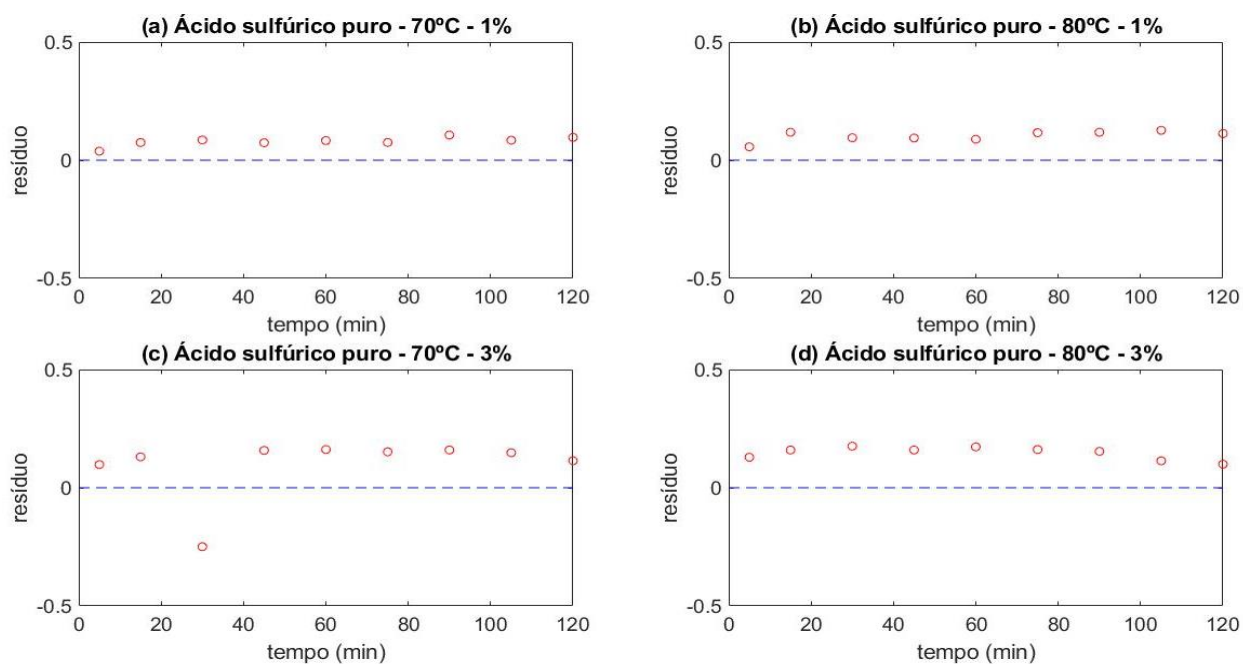 (a) Ácido sulfúrico puro - 70ºC - 1%
0.5
0
-0.5
resíduo
0 20 40 60 80 100 120
tempo (min)
(b) Ácido sulfúrico puro - 80ºC - 1%
0.5
0
-0.5
resíduo
0 20 40 60 80 100 120
tempo (min)
(c) Ácido sulfúrico puro - 70ºC - 3%
0.5
0
-0.5
resíduo
0 20 40 60 80 100 120
tempo (min)
(d) Ácido sulfúrico puro - 80ºC - 3%
0.5
0
-0.5
resíduo
0 20 40 60 80 100 120
tempo (min)